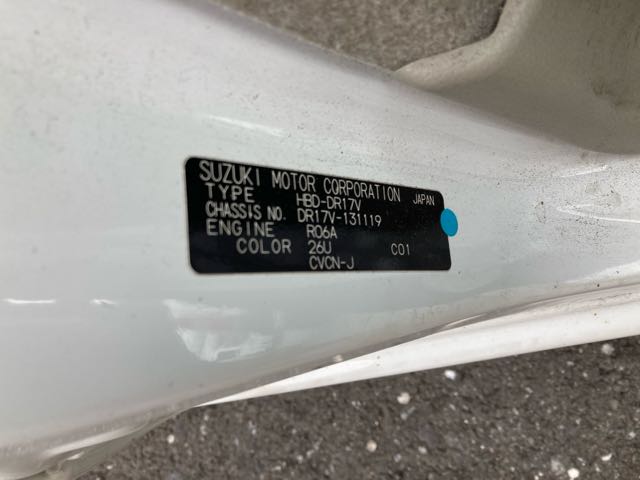 SUZUKI MOTOR CORPORATION JAPAN
TYPE HBD-DR17V
CHASSIS NO. DR17V-131119
ENGINE R06A
COLOR 26U C01
CVCN-J